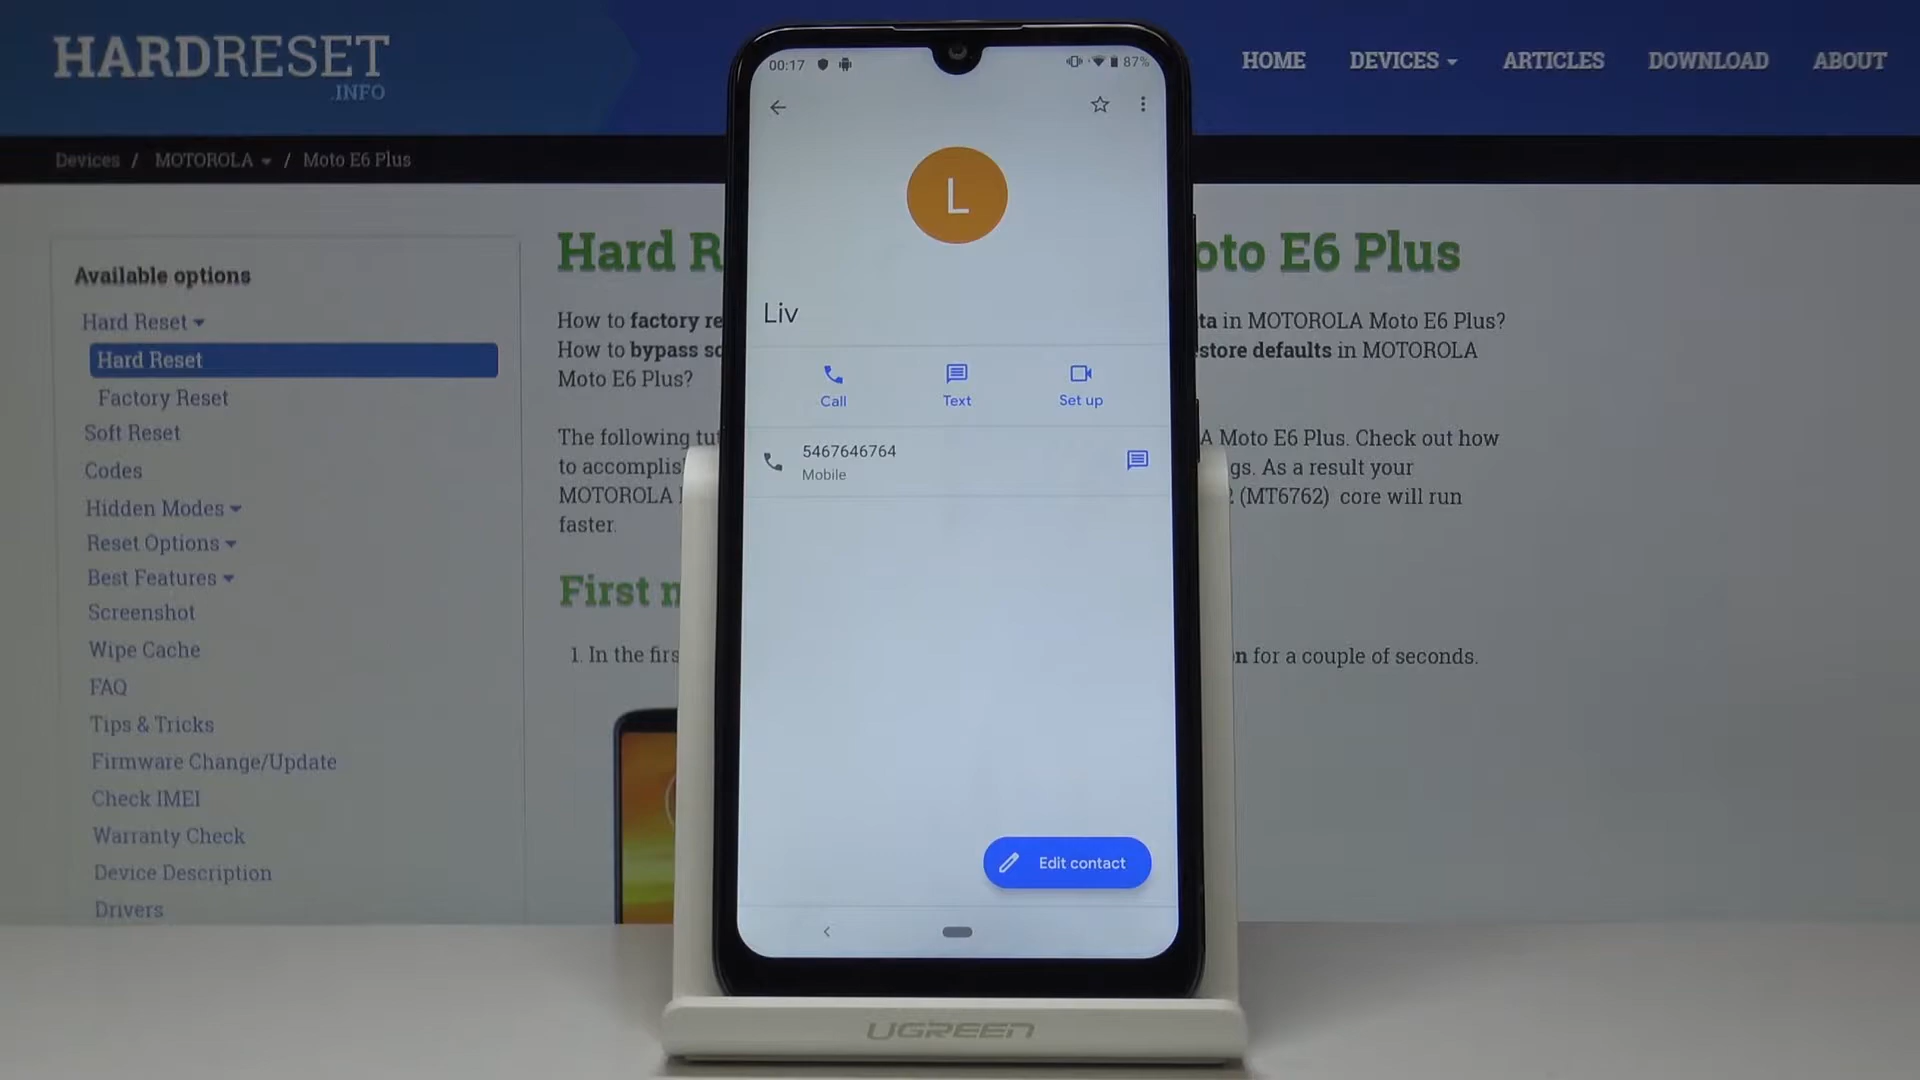 HARDRESET
.INFO
HOME DEVICES ARTICLES DOWNLOAD ABOUT
Devices / MOTOROLA / Moto E6 Plus
Available options
Hard Reset
Hard Reset
Factory Reset
Soft Reset
Codes
Hidden Modes
Reset Options
Best Features
Screenshot
Wipe Cache
FAQ
Tips & Tricks
Firmware Change/Update
Check IMEI
Warranty Check
Device Description
Drivers
Hard R
oto E6 Plus
How to factory re
ta in MOTOROLA Moto E6 Plus?
How to bypass sc
store defaults in MOTOROLA
Moto E6 Plus?
The following tut
A Moto E6 Plus. Check out how
to accomplis
gs. As a result your
MOTOROLA
(MT6762) core will run
faster.
First
1. In the firs
n for a couple of seconds.
00:17
87%
L
Liv
Call Text Set up
5467646764
Mobile
Edit contact
UGREEN